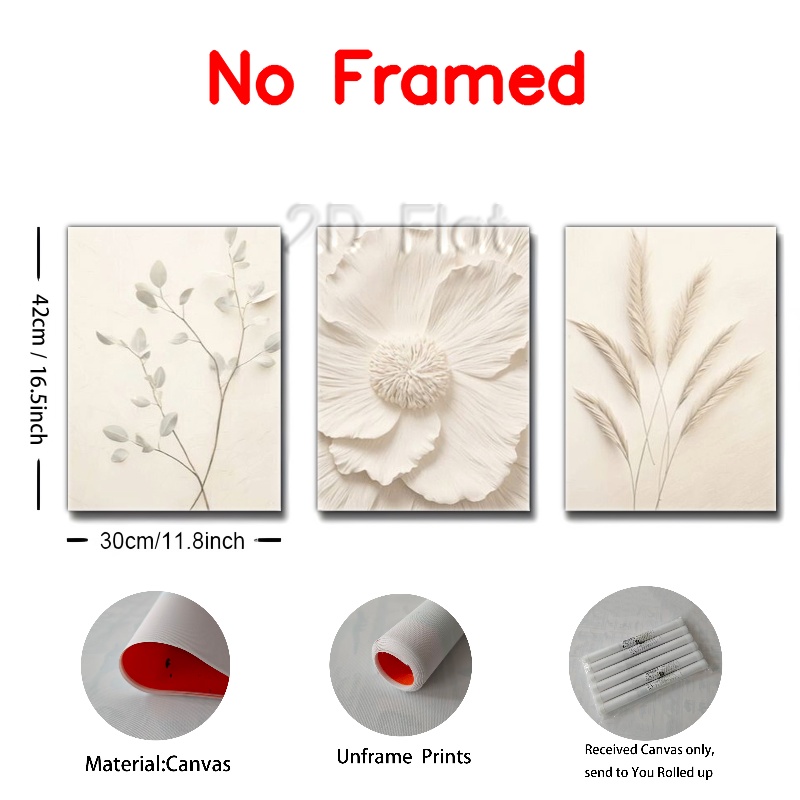 No Framed
2D Flat
42cm / 16.5inch
30cm/11.8inch
Material:Canvas
Unframe Prints
Received Canvas only,
send to You Rolled up